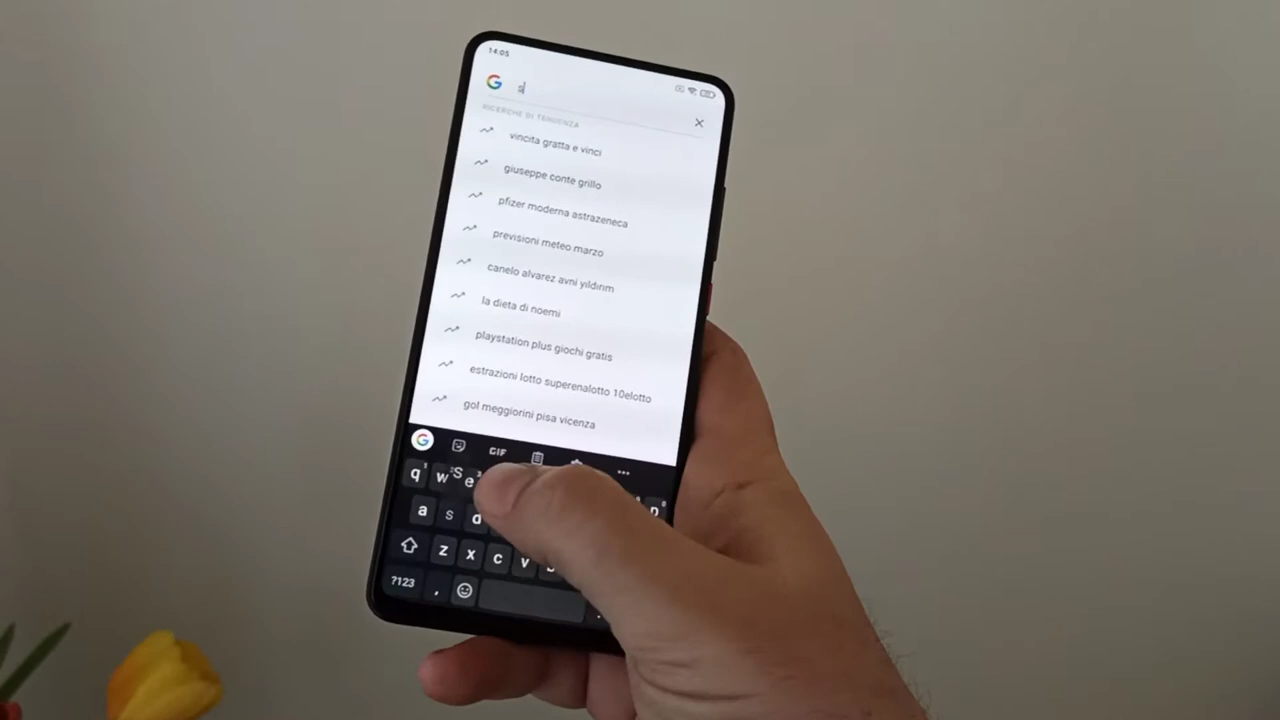 14:05
RICERCHE DI TENDENZA
vincita gratta e vinci
giuseppe conte grillo
pfizer moderna astrazeneca
previsioni meteo marzo
canelo alvarez avni yıldırım
la dieta di noemi
playstation plus giochi gratis
estrazioni lotto superenalotto 10elotto
gol meggiorini pisa vicenza
G GIF
q w S e p
a s d
z x c v
?123 ,